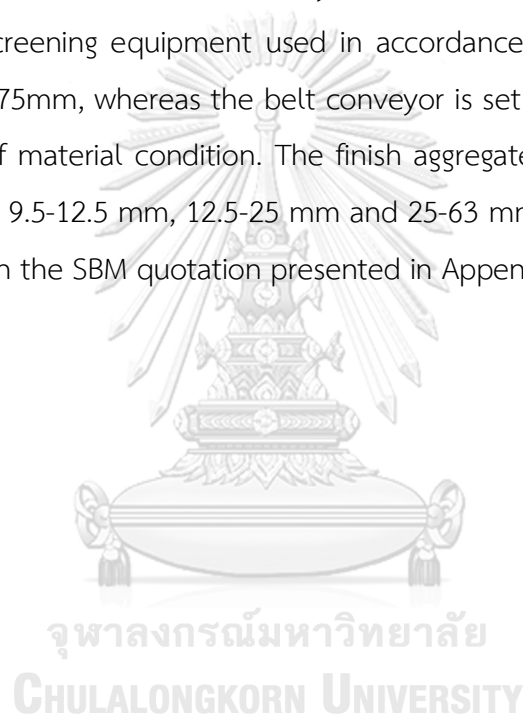 creening equipment used in accordance
75mm, whereas the belt conveyor is set
f material condition. The finish aggregate
9.5-12.5 mm, 12.5-25 mm and 25-63 mm
n the SBM quotation presented in Appen
จุฬาลงกรณ์มหาวิทยาลัย
CHULALONGKORN UNIVERSITY